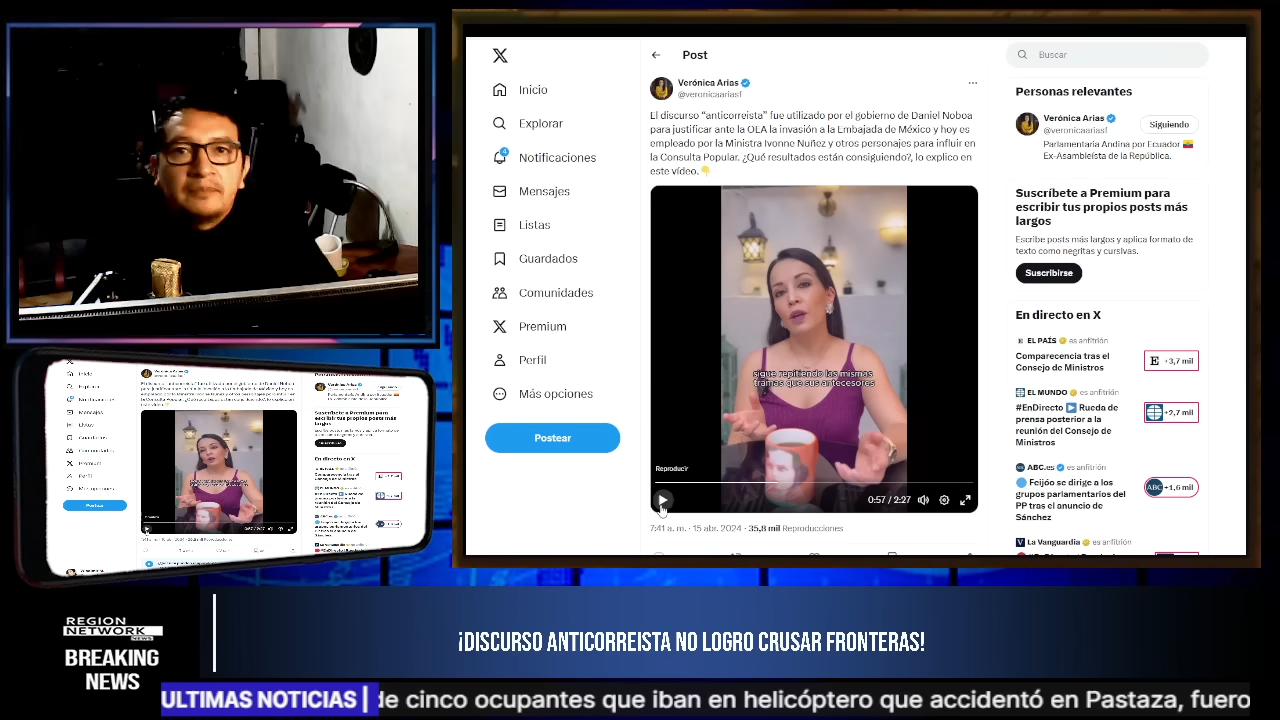 Post
Buscar
Inicio
Explorar
4
Notificaciones
Mensajes
Listas
Guardados
Comunidades
Premium
Perfil
Más opciones
Postear
Verónica Arias
@veronicaariasf
El discurso “anticorreista” fue utilizado por el gobierno de Daniel Noboa
para justificar ante la OEA la invasión a la Embajada de México y hoy es
empleado por la Ministra Ivonne Nuñez y otros personajes para influir en
la Consulta Popular. ¿Qué resultados están consiguiendo?, lo explico en
este vídeo.
sigue repitiendo las mismas
tramas que sus antecesores
Reproducir
0:57 / 2:27
7:41 a. m. · 15 abr. 2024 · 35,8 mil Reproducciones
Personas relevantes
Verónica Arias
@veronicaariasf
Siguiendo
Parlamentaria Andina por Ecuador
Ex-Asambleísta de la República.
Suscríbete a Premium para
escribir tus propios posts más
largos
Escribe posts más largos y aplica formato de
texto como negritas y cursivas.
Suscribirse
En directo en X
E EL PAÍS es anfitrión
Comparecencia tras el
Consejo de Ministros
E +3,7 mil
EL MUNDO es anfitrión
#EnDirecto Rueda de
prensa posterior a la
reunión del Consejo de
Ministros
+2,7 mil
ABC.es es anfitrión
Feijóo se dirige a los
grupos parlamentarios del
PP tras el anuncio de
Sánchez
ABC +1,6 mil
V La Vanguardia es anfitrión
REGION
NETWORK
NEWS
BREAKING
NEWS
¡DISCURSO ANTICORREISTA NO LOGRO CRUSAR FRONTERAS!
ULTIMAS NOTICIAS | de cinco ocupantes que iban en helicóptero que accidentó en Pastaza, fuero